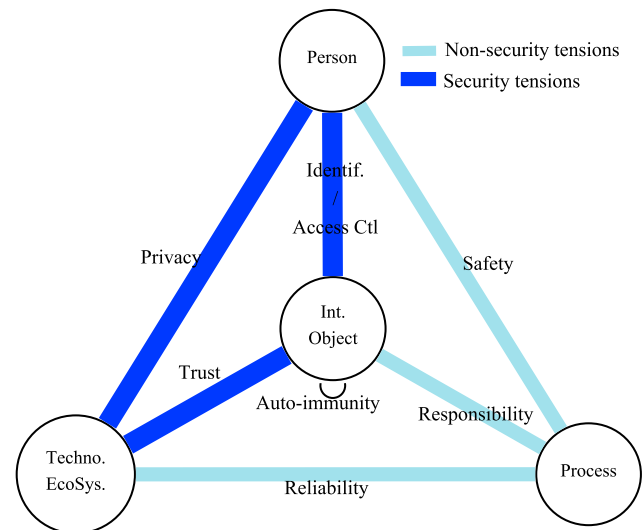 Person
Non-security tensions
Security tensions
Identif.
/
Access Ctl
Privacy
Safety
Int.
Object
Trust
Auto-immunity
Responsibility
Techno.
EcoSys.
Process
Reliability